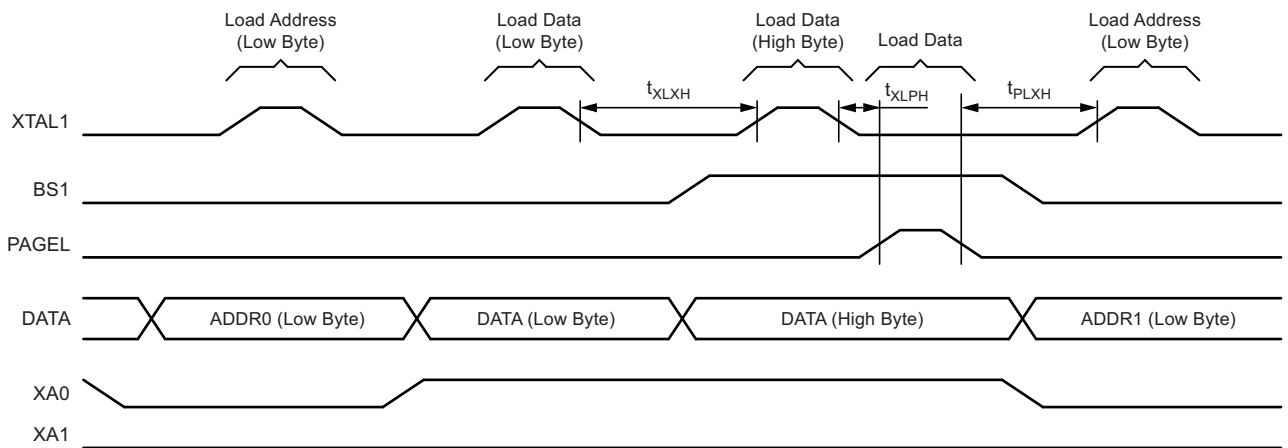 Load Address
(Low Byte)
Load Data
(Low Byte)
Load Data
(High Byte)
Load Data
Load Address
(Low Byte)
XTAL1
tXLXH
tXLPH
tPLXH
BS1
PAGEL
DATA
ADDR0 (Low Byte)
DATA (Low Byte)
DATA (High Byte)
ADDR1 (Low Byte)
XA0
XA1